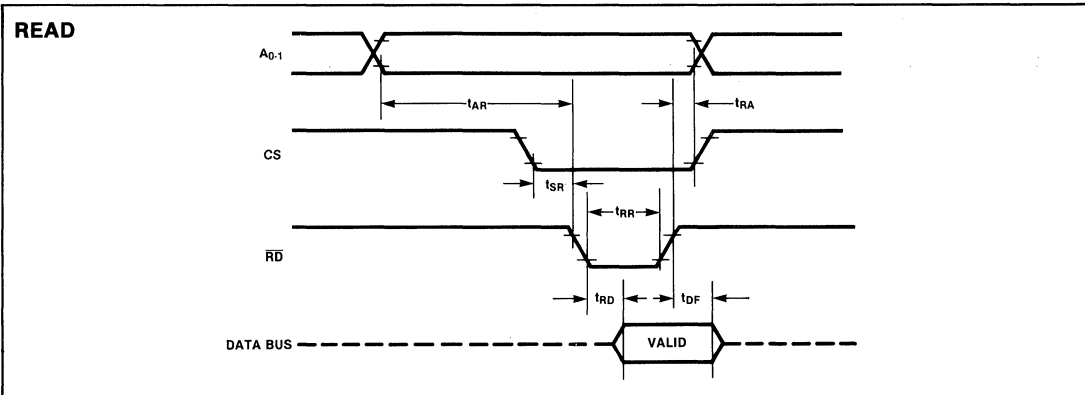 READ
A0-1
tAR
tRA
CS
tSR
tRR
RD
tRD
tDF
DATA BUS
VALID